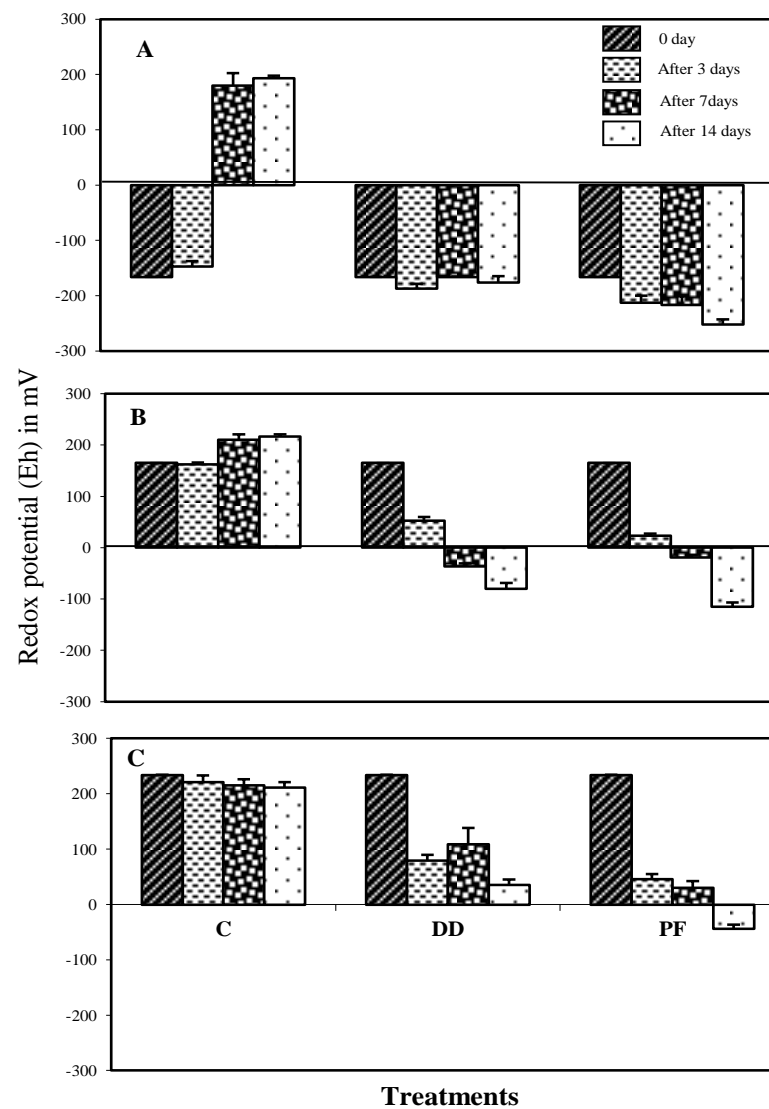 Redox potential (Eh) in mV
300
200
100
0
-100
-200
-300
A
0 day
After 3 days
After 7days
After 14 days
300
200
100
0
-100
-200
-300
B
300
200
100
0
-100
-200
-300
C
C DD PF
Treatments